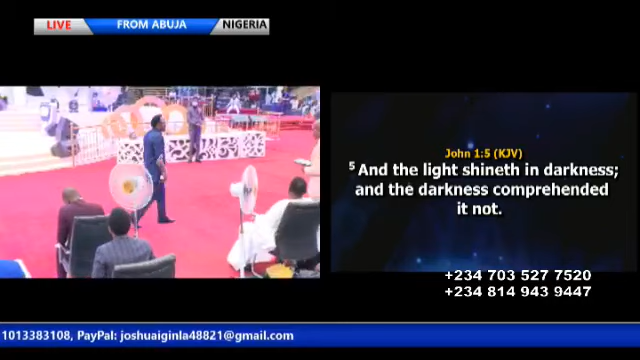 LIVE FROM ABUJA NIGERIA
John 1:5 (KJV)
5 And the light shineth in darkness;
and the darkness comprehended
it not.
+234 703 527 7520
+234 814 943 9447
1013383108, PayPal: joshuaiginla48821@gmail.com